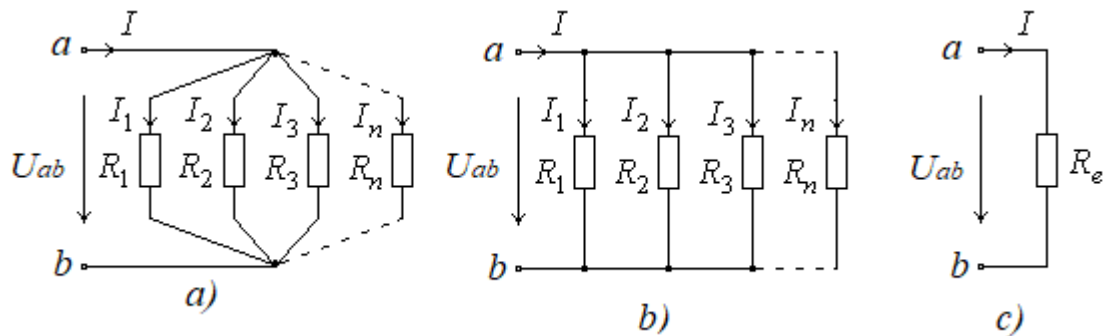 I
a
I1 I2 I3 In
Uab R1 R2 R3 Rn
b
a)
I
a
I1 I2 I3 In
Uab R1 R2 R3 Rn
b
b)
I
a
Uab Re
b
c)